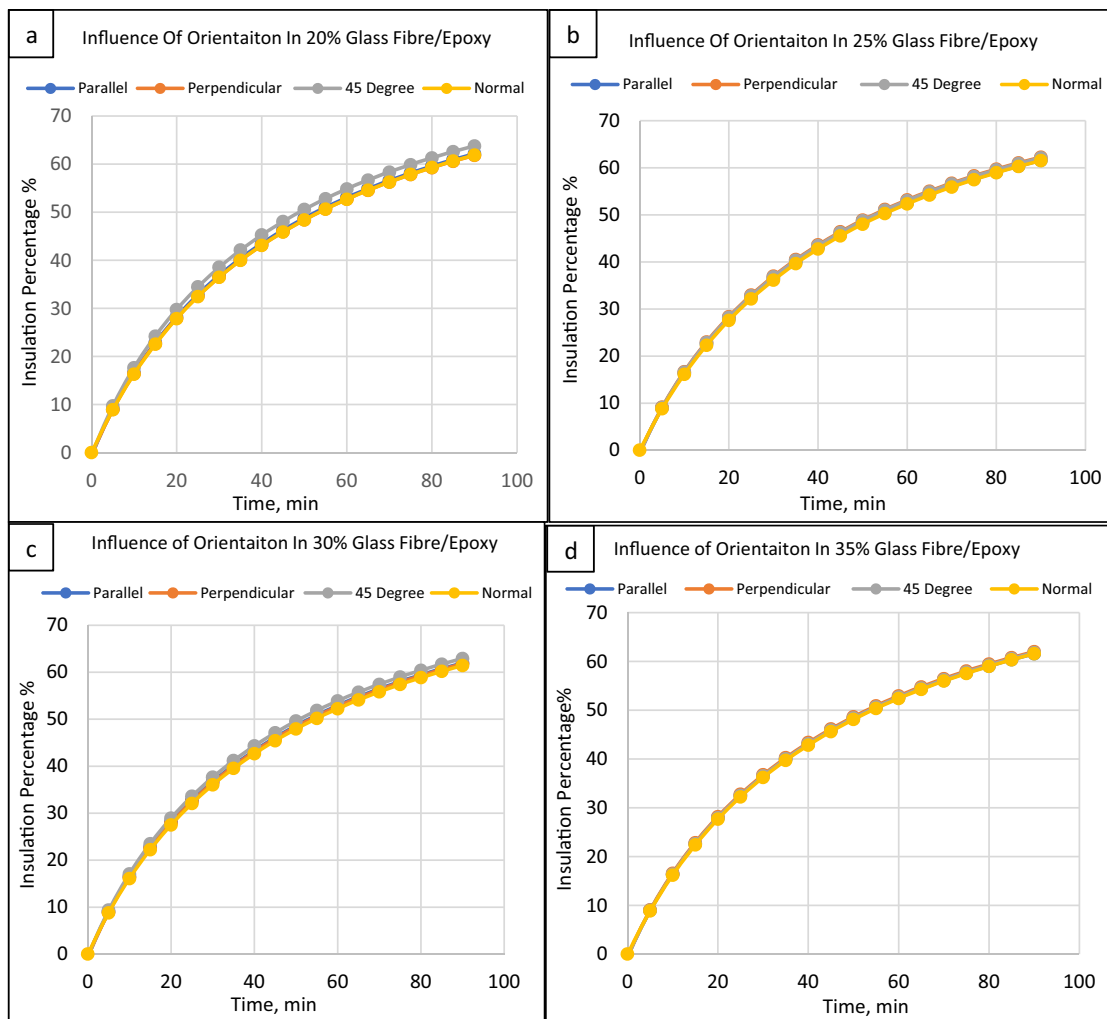 a
Influence Of Orientaiton In 20% Glass Fibre/Epoxy
Parallel Perpendicular 45 Degree Normal
Insulation Percentage %
70
60
50
40
30
20
10
0
0 20 40 60 80 100
Time, min
b
Influence Of Orientaiton In 25% Glass Fibre/Epoxy
Parallel Perpendicular 45 Degree Normal
Insulation Percentage %
70
60
50
40
30
20
10
0
0 20 40 60 80 100
Time, min
c
Influence of Orientaiton In 30% Glass Fibre/Epoxy
Parallel Perpendicular 45 Degree Normal
Insulation Percentage %
70
60
50
40
30
20
10
0
0 20 40 60 80 100
Time, min
d
Influence of Orientaiton In 35% Glass Fibre/Epoxy
Parallel Perpendicular 45 Degree Normal
Insulation Percentage%
70
60
50
40
30
20
10
0
0 20 40 60 80 100
Time, min